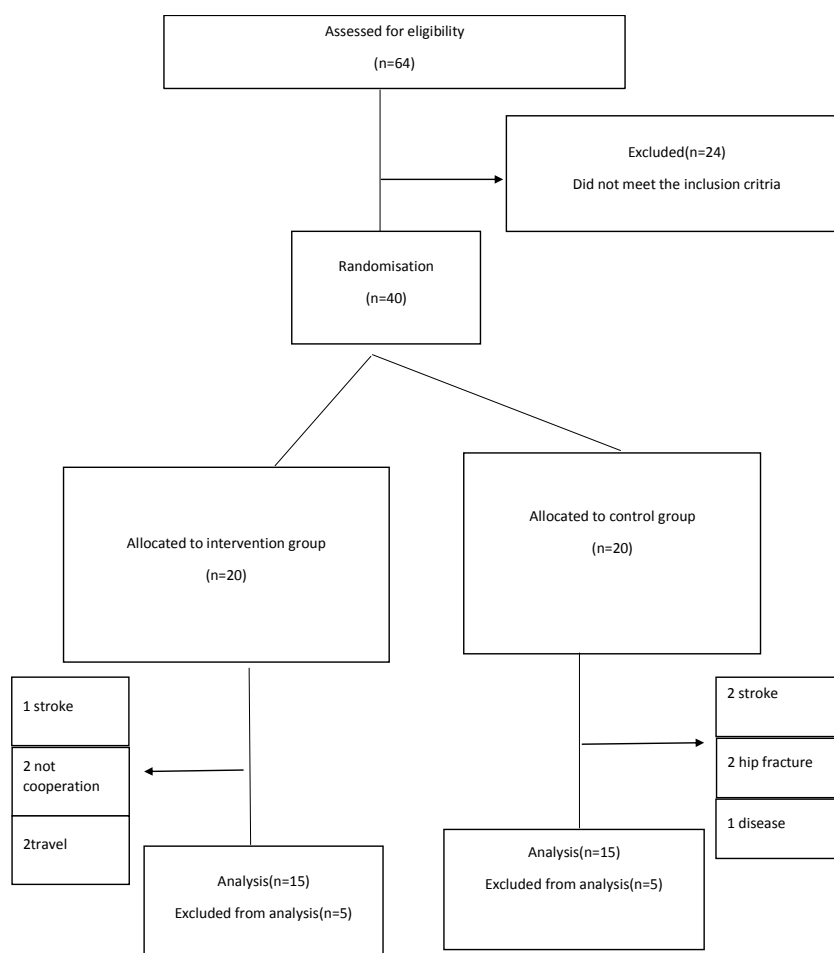 Assessed for eligibility
(n=64)
Excluded(n=24)
Did not meet the inclusion critria
Randomisation
(n=40)
Allocated to intervention group
(n=20)
Allocated to control group
(n=20)
1 stroke
2 not
cooperation
2travel
2 stroke
2 hip fracture
1 disease
Analysis(n=15)
Excluded from analysis(n=5)
Analysis(n=15)
Excluded from analysis(n=5)